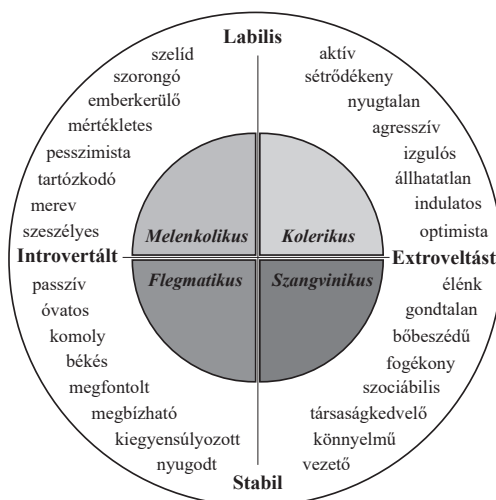 Labilis
szelíd
szorongó
emberkerülő
mértékletes
pesszimista
tartózkodó
merev
szeszélyes
aktív
sétrődékeny
nyugtalan
agresszív
izgulós
állhatatlan
indulatos
optimista
Melenkolikus
Kolerikus
Introvertált
Extroveltást
Flegmatikus
Szangvinikus
passzív
óvatos
komoly
békés
megfontolt
megbízható
kiegyensúlyozott
nyugodt
élénk
gondtalan
bőbeszédű
fogékony
szociábilis
társaságkedvelő
könnyelmű
vezető
Stabil